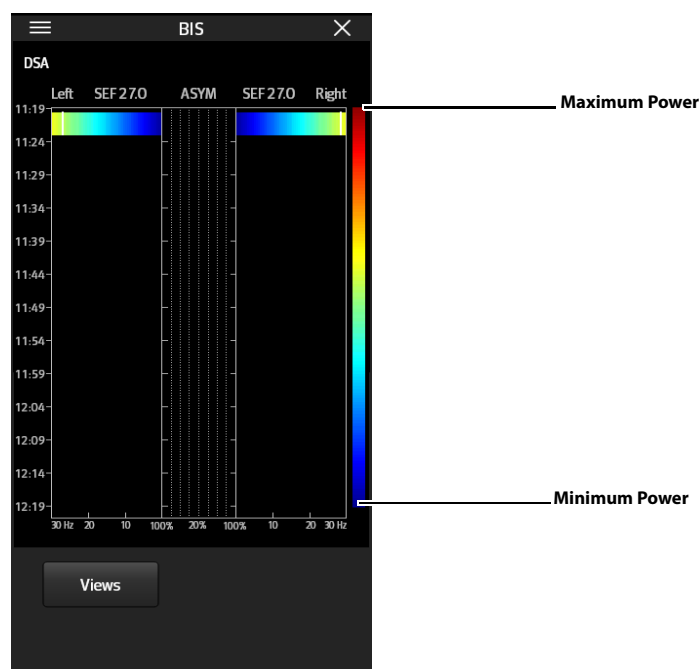 BIS
DSA
Left SEF 27.0 ASYM SEF 27.0 Right
Maximum Power
11:19
11:24
11:29
11:34
11:39
11:44
11:49
11:54
11:59
12:04
12:09
12:14
Minimum Power
12:19
30 Hz 20 10 100% 20% 100% 10 20 30 Hz
Views